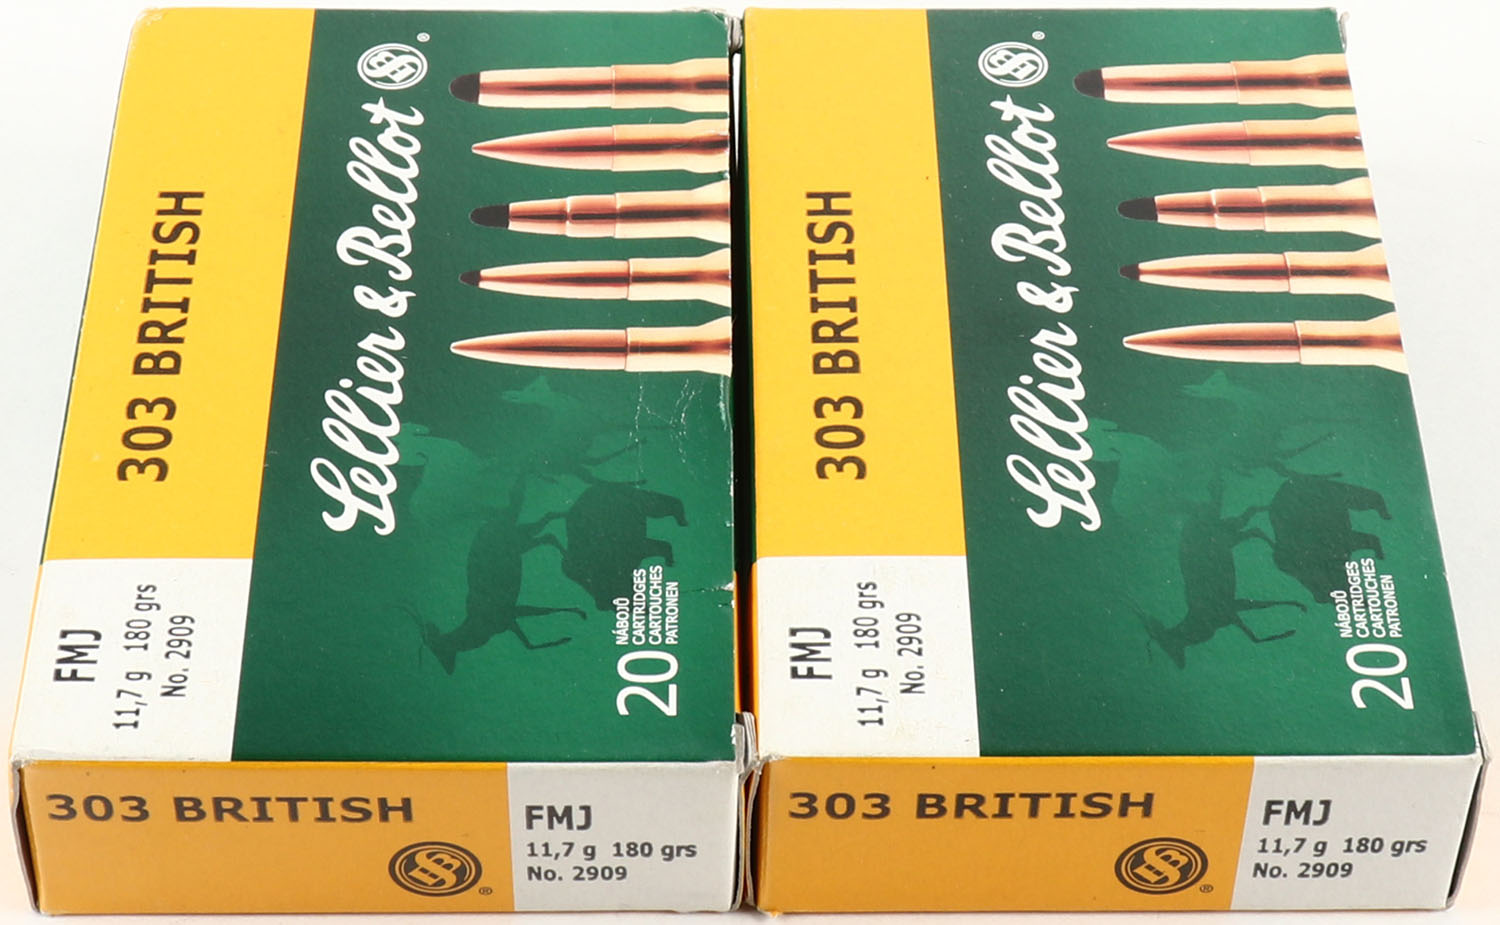 303 BRITISH
FMJ
11,7 g 180 grs
No. 2909
Sellier & Bellot
®
20
NÁBOJŮ
CARTRIDGES
CARTOUCHES
PATRONEN
303 BRITISH
FMJ
11,7 g 180 grs
No. 2909
®
303 BRITISH
FMJ
11,7 g 180 grs
No. 2909
Sellier & Bellot
®
20
NÁBOJŮ
CARTRIDGES
CARTOUCHES
PATRONEN
303 BRITISH
FMJ
11,7 g 180 grs
No. 2909
®